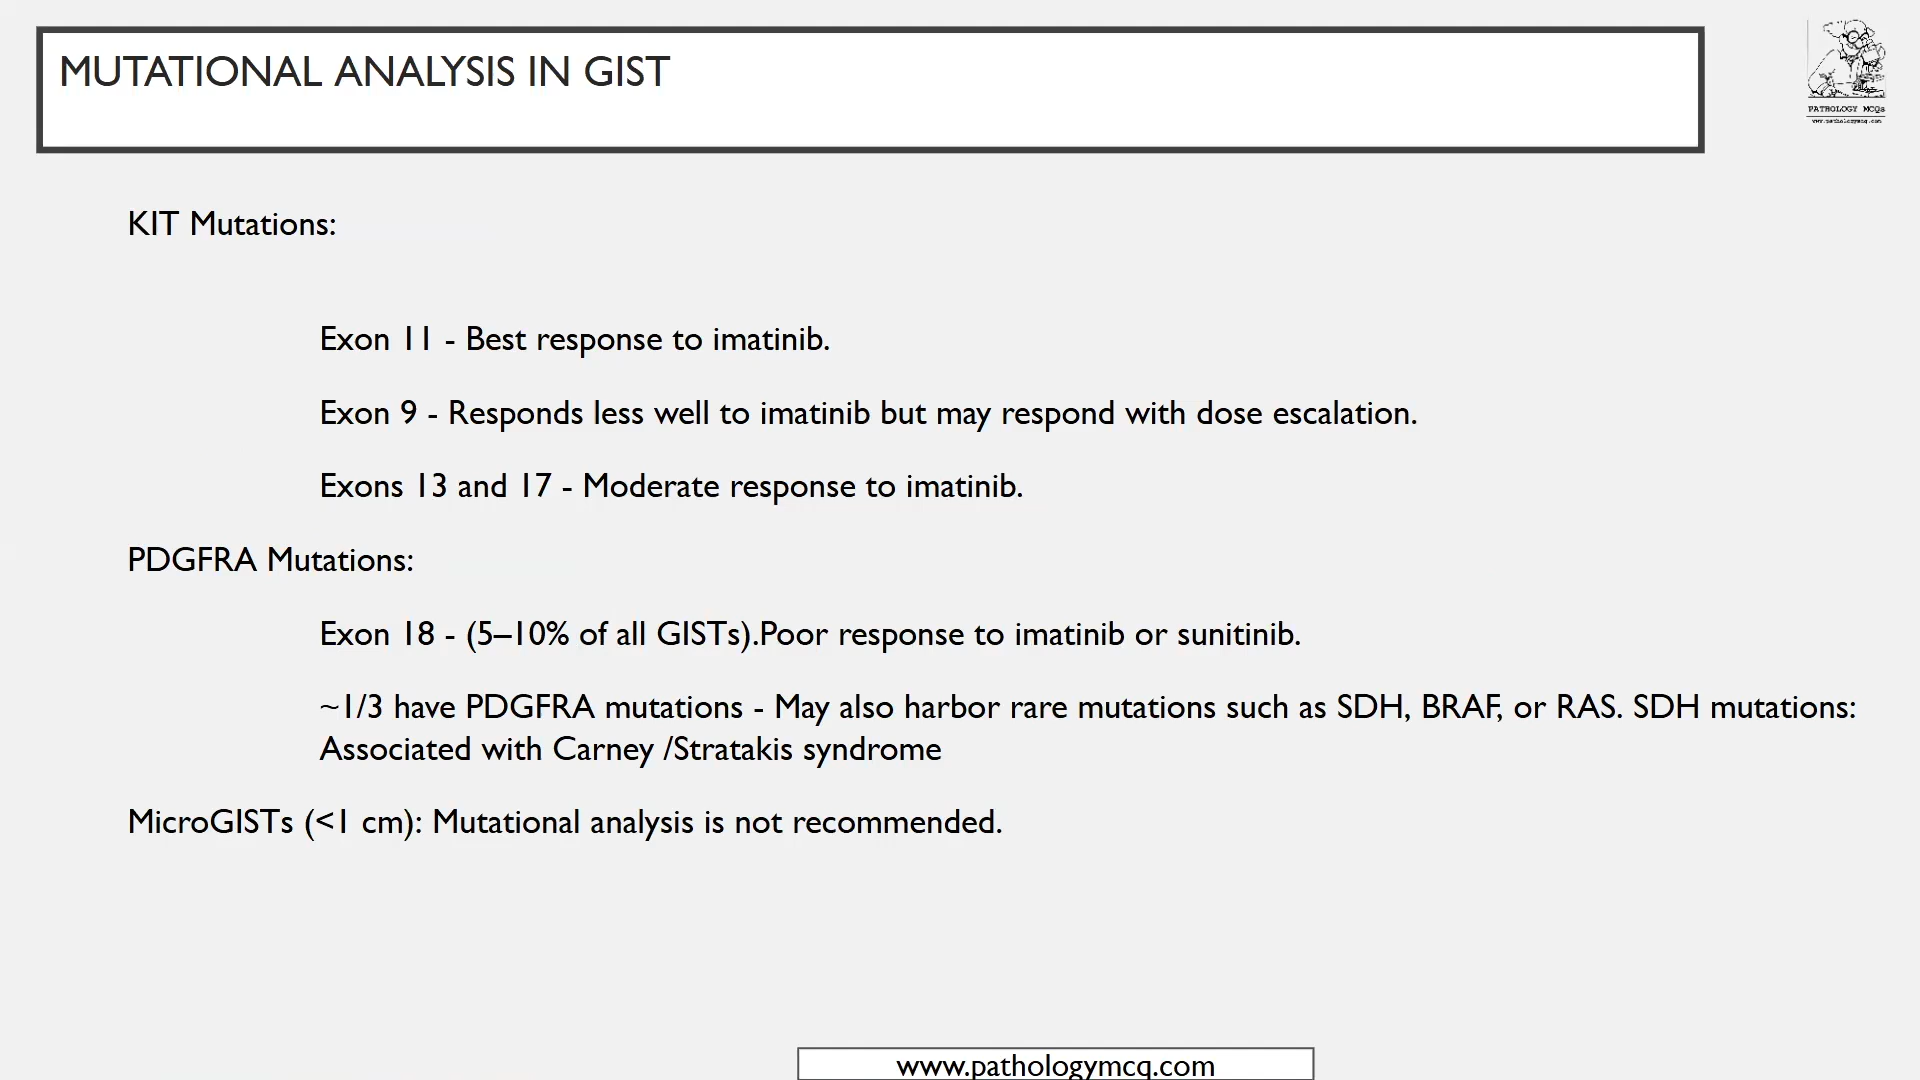 MUTATIONAL ANALYSIS IN GIST
PATHOLOGY MCQs
www.pathologymcq.com
KIT Mutations:
Exon 11 - Best response to imatinib.
Exon 9 - Responds less well to imatinib but may respond with dose escalation.
Exons 13 and 17 - Moderate response to imatinib.
PDGFRA Mutations:
Exon 18 - (5–10% of all GISTs).Poor response to imatinib or sunitinib.
~1/3 have PDGFRA mutations - May also harbor rare mutations such as SDH, BRAF, or RAS. SDH mutations:
Associated with Carney /Stratakis syndrome
MicroGISTs (<1 cm): Mutational analysis is not recommended.
www.pathologymcq.com